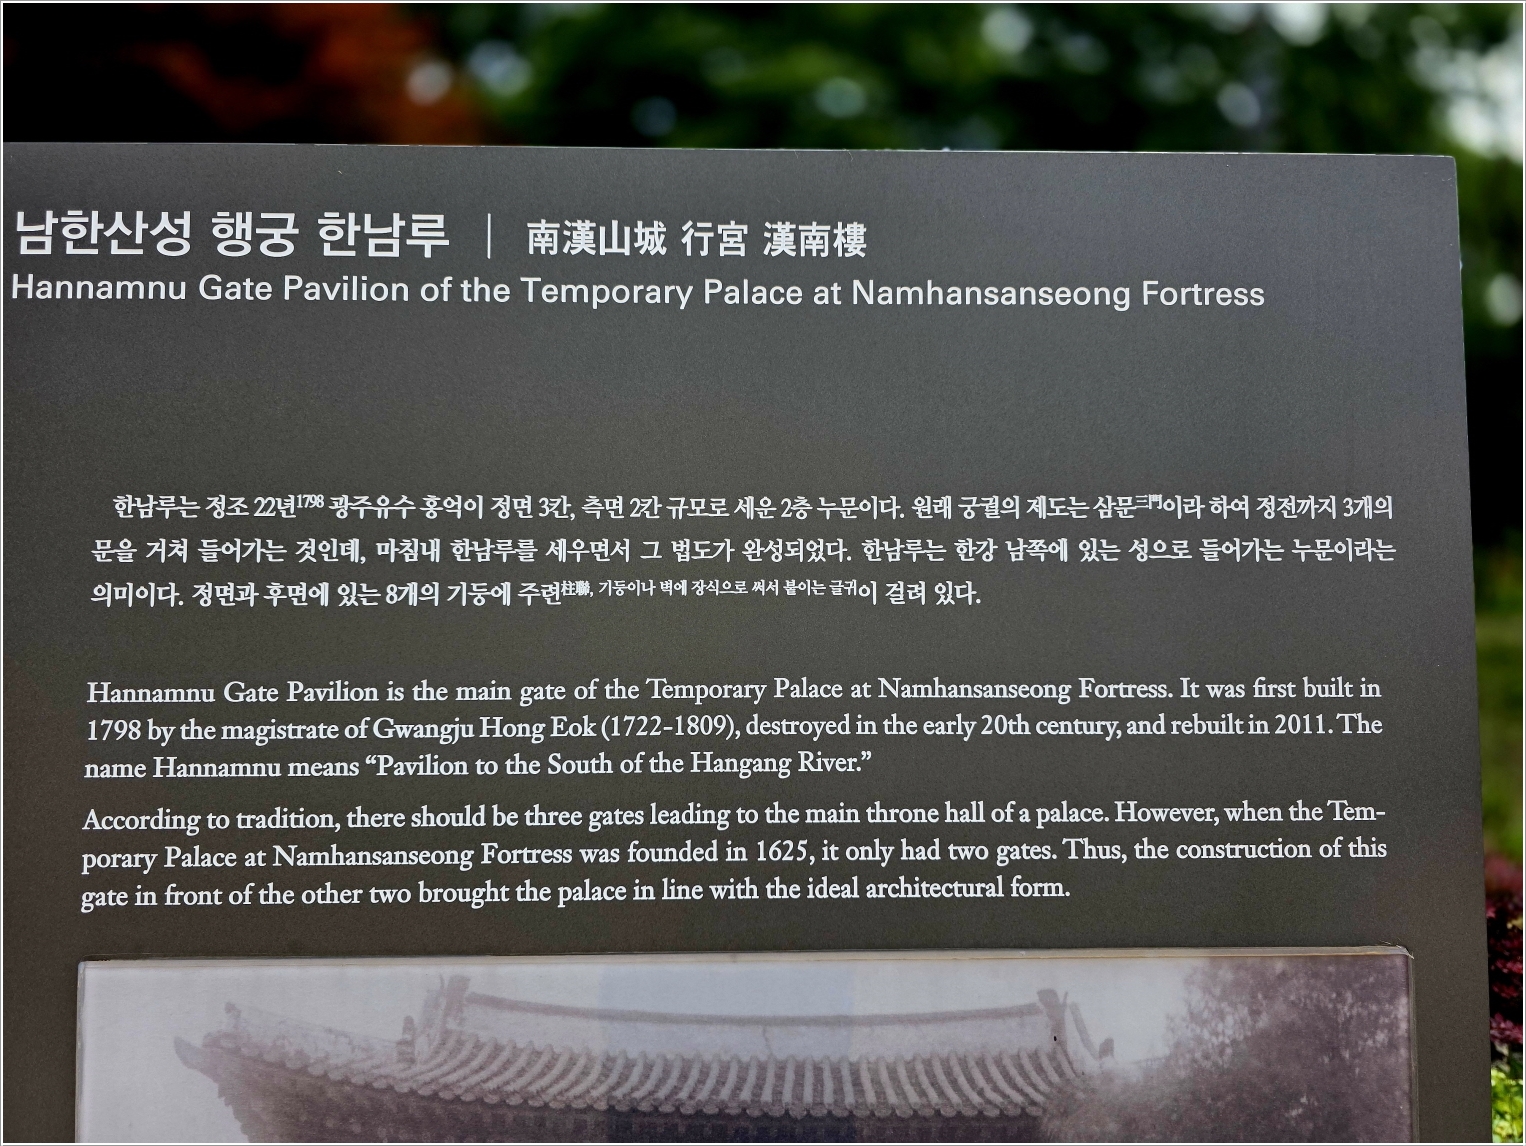 남한산성 행궁 한남루 | 南漢山城 行宮 漢南樓
Hannamnu Gate Pavilion of the Temporary Palace at Namhansanseong Fortress
한남루는 정조 22년1798 광주유수 홍억이 정면 3칸, 측면 2칸 규모로 세운 2층 누문이다. 원래 궁궐의 제도는 삼문三門이라 하여 정전까지 3개의
문을 거쳐 들어가는 것인데, 마침내 한남루를 세우면서 그 법도가 완성되었다. 한남루는 한강 남쪽에 있는 성으로 들어가는 누문이라는
의미이다. 정면과 후면에 있는 8개의 기둥에 주련柱聯, 기둥이나 벽에 장식으로 써서 붙이는 글귀이 걸려 있다.
Hannamnu Gate Pavilion is the main gate of the Temporary Palace at Namhansanseong Fortress. It was first built in
1798 by the magistrate of Gwangju Hong Eok (1722-1809), destroyed in the early 20th century, and rebuilt in 2011. The
name Hannamnu means “Pavilion to the South of the Hangang River.”
According to tradition, there should be three gates leading to the main throne hall of a palace. However, when the Tem-
porary Palace at Namhansanseong Fortress was founded in 1625, it only had two gates. Thus, the construction of this
gate in front of the other two brought the palace in line with the ideal architectural form.